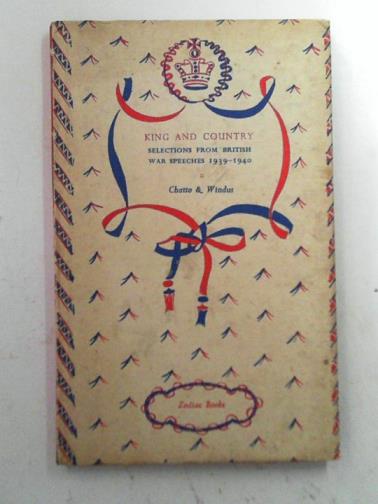 KING AND COUNTRY
SELECTIONS FROM BRITISH
WAR SPEECHES 1939-1940
Chatto & Windus
Zodiac Books